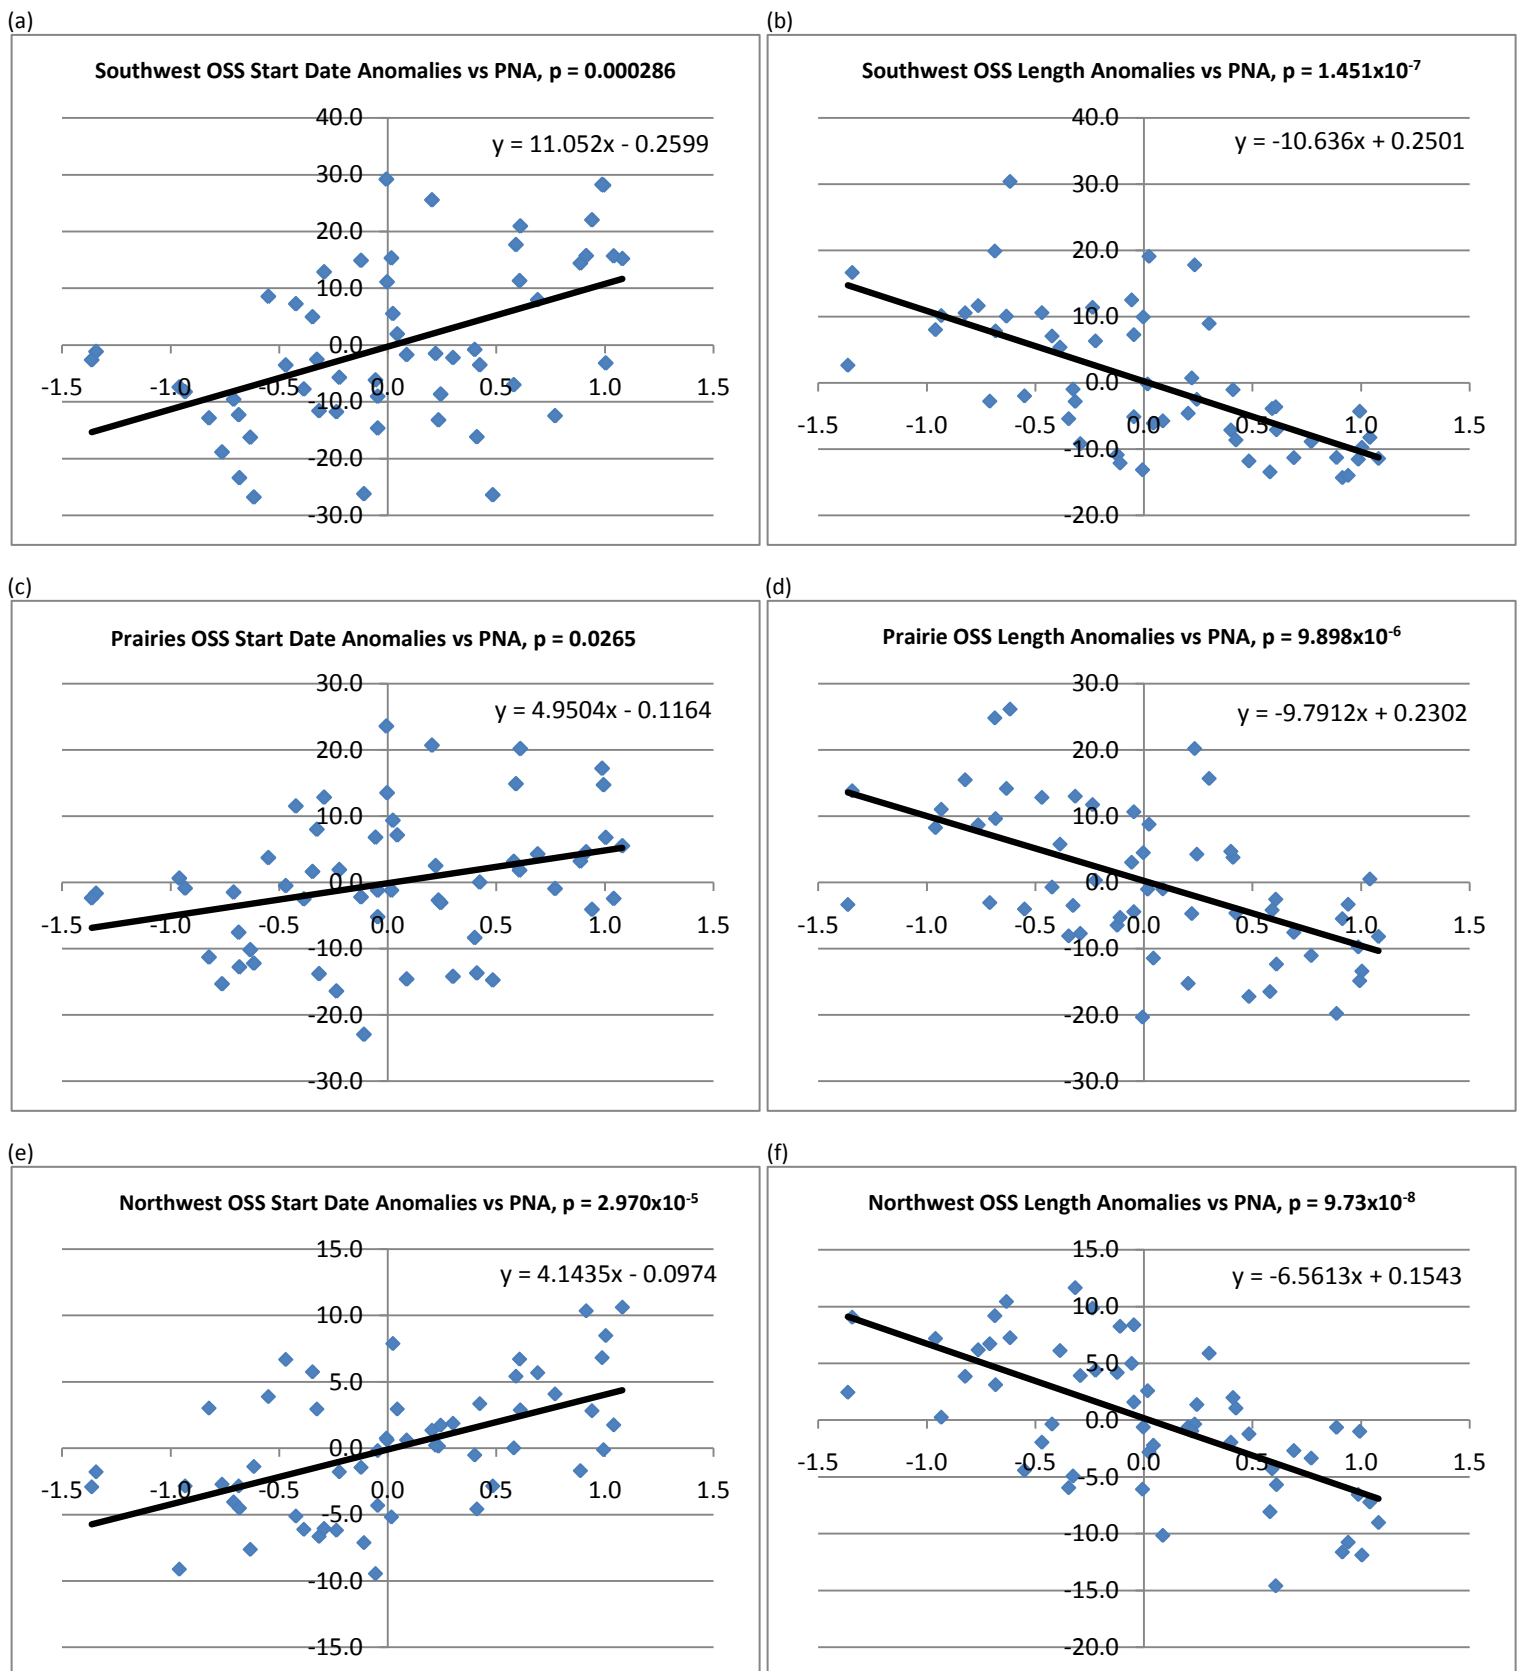 (a)
Southwest OSS Start Date Anomalies vs PNA, p = 0.000286
40.0
y = 11.052x - 0.2599
30.0
20.0
10.0
0.0
-1.5 -1.0 -0.5 0.0 0.5 1.0 1.5
-10.0
-20.0
-30.0
(b)
Southwest OSS Length Anomalies vs PNA, p = 1.451x10⁻⁷
40.0
y = -10.636x + 0.2501
30.0
20.0
10.0
0.0
-1.5 -1.0 -0.5 0.0 0.5 1.0 1.5
-10.0
-20.0
(c)
Prairies OSS Start Date Anomalies vs PNA, p = 0.0265
30.0
y = 4.9504x - 0.1164
20.0
10.0
0.0
-1.5 -1.0 -0.5 0.0 0.5 1.0 1.5
-10.0
-20.0
-30.0
(d)
Prairie OSS Length Anomalies vs PNA, p = 9.898x10⁻⁶
30.0
y = -9.7912x + 0.2302
20.0
10.0
0.0
-1.5 -1.0 -0.5 0.0 0.5 1.0 1.5
-10.0
-20.0
-30.0
(e)
Northwest OSS Start Date Anomalies vs PNA, p = 2.970x10⁻⁵
15.0
y = 4.1435x - 0.0974
10.0
5.0
0.0
-1.5 -1.0 -0.5 0.0 0.5 1.0 1.5
-5.0
-10.0
-15.0
(f)
Northwest OSS Length Anomalies vs PNA, p = 9.73x10⁻⁸
15.0
y = -6.5613x + 0.1543
10.0
5.0
0.0
-1.5 -1.0 -0.5 0.0 0.5 1.0 1.5
-5.0
-10.0
-15.0
-20.0